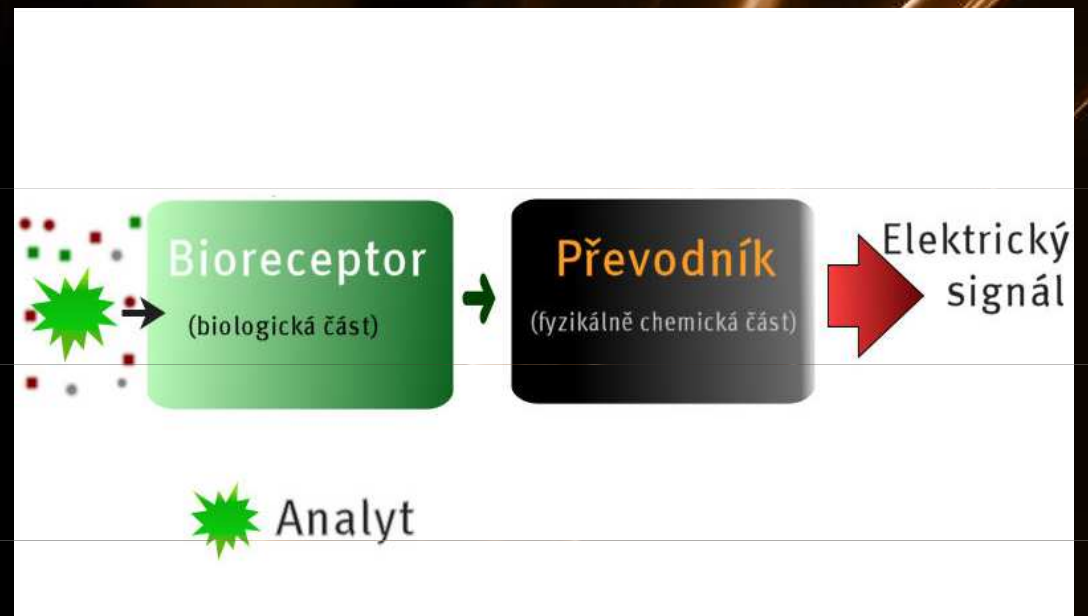 Bioreceptor
(biologická část)
Převodník
(fyzikálně chemická část)
Elektrický
signál
Analyt